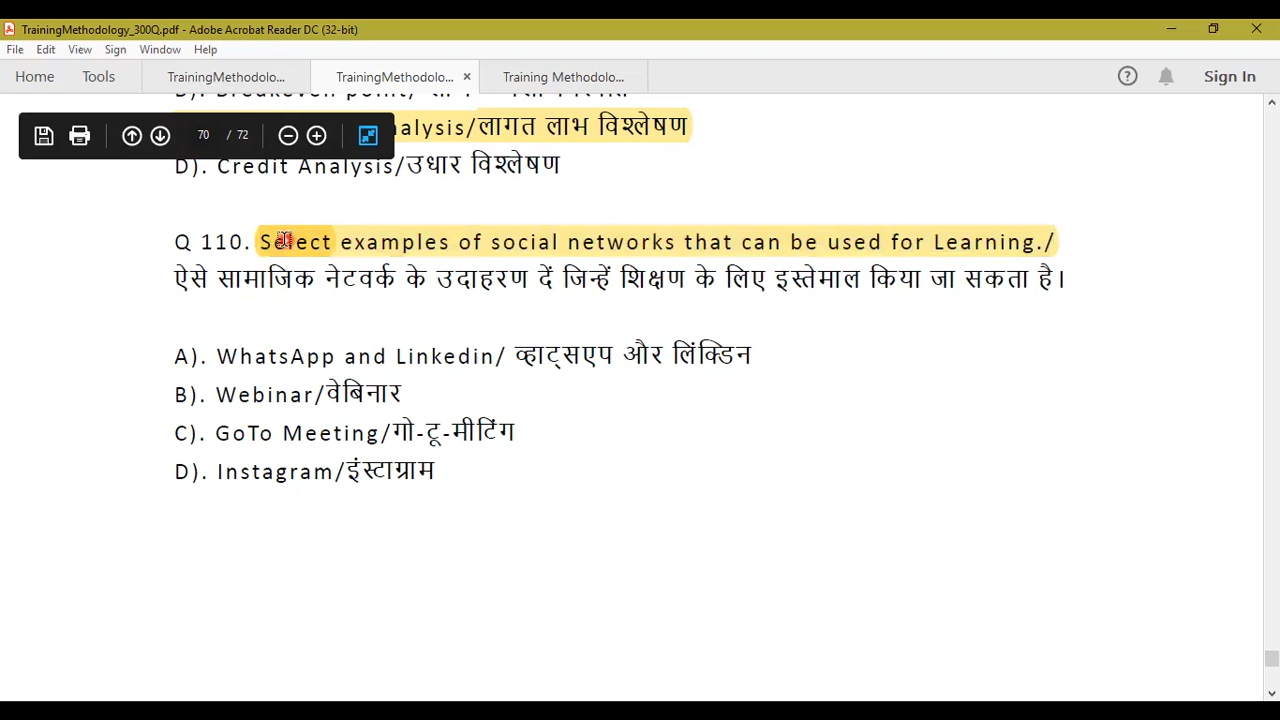 TrainingMethodology_300Q.pdf - Adobe Acrobat Reader DC (32-bit)
File Edit View Sign Window Help
Home Tools TrainingMethodolo... TrainingMethodolo... × Training Methodolo... ? Sign In
70 / 72
nalysis/लागत लाभ विश्लेषण
D). Credit Analysis/उधार विश्लेषण
Q 110. Select examples of social networks that can be used for Learning./
ऐसे सामाजिक नेटवर्क के उदाहरण दें जिन्हें शिक्षण के लिए इस्तेमाल किया जा सकता है।
A). WhatsApp and Linkedin/ व्हाट्सएप और लिंक्डिन
B). Webinar/वेबिनार
C). GoTo Meeting/गो-टू-मीटिंग
D). Instagram/इंस्टाग्राम